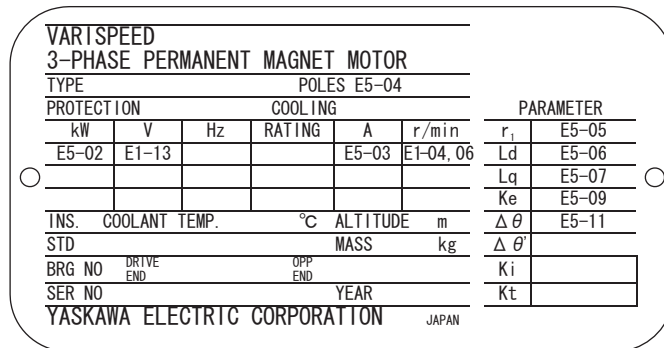 VARISPEED
3-PHASE PERMANENT MAGNET MOTOR
TYPE POLES E5-04
PROTECTION COOLING
kW V Hz RATING A r/min
E5-02 E1-13 E5-03 E1-04, 06
INS. COOLANT TEMP. °C ALTITUDE m
STD MASS kg
BRG NO DRIVE END OPP END
SER NO YEAR
YASKAWA ELECTRIC CORPORATION JAPAN
PARAMETER
r1 E5-05
Ld E5-06
Lq E5-07
Ke E5-09
Δθ E5-11
Δθ'
Ki
Kt